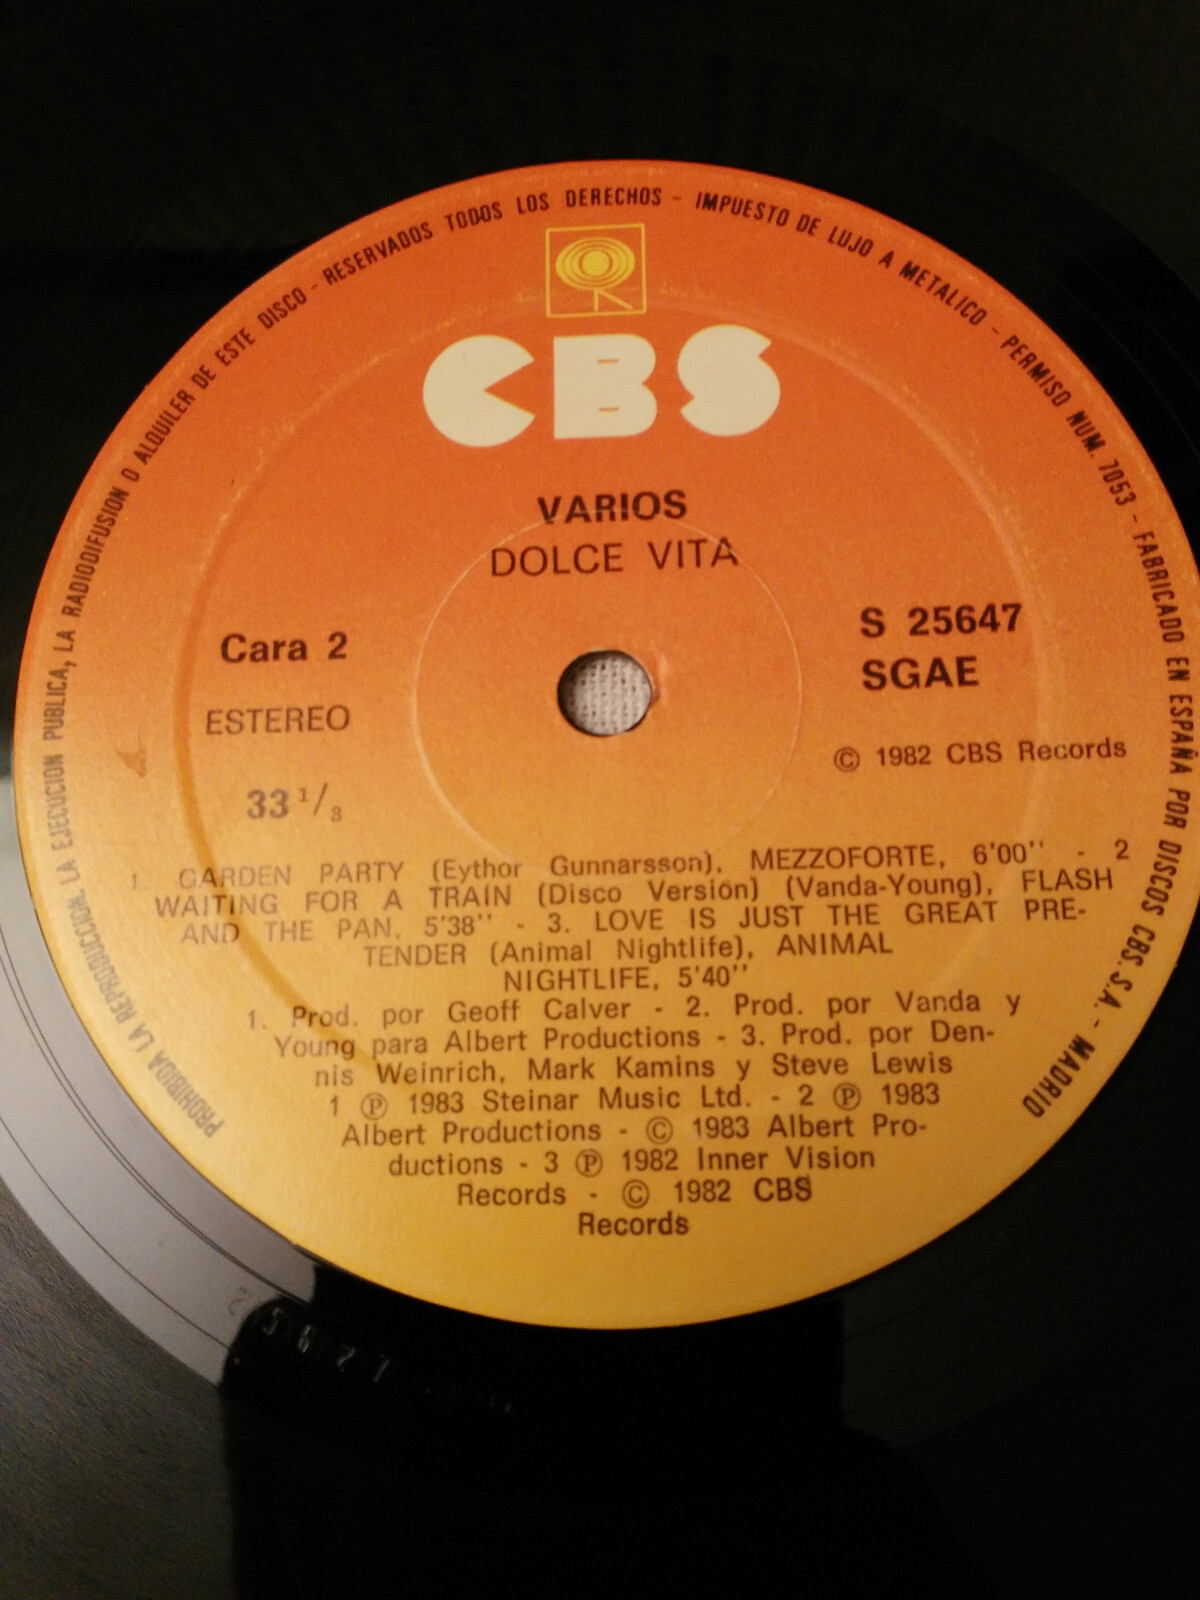 PROHIBIDA LA REPRODUCCION, LA EJECUCION PUBLICA, LA RADIODIFUSION O ALQUILER DE ESTE DISCO - RESERVADOS TODOS LOS DERECHOS - IMPUESTO DE LUJO A METALICO - PERMISO NUM. 7053 - FABRICADO EN ESPAÑA POR DISCOS CBS. S.A. - MADRID
CBS
VARIOS
DOLCE VITA
Cara 2
ESTEREO
33 1/3
S 25647
SGAE
© 1982 CBS Records
1. GARDEN PARTY (Eythor Gunnarsson), MEZZOFORTE, 6'00'' - 2
WAITING FOR A TRAIN (Disco Version) (Vanda-Young), FLASH
AND THE PAN, 5'38'' - 3. LOVE IS JUST THE GREAT PRE-
TENDER (Animal Nightlife), ANIMAL
NIGHTLIFE, 5'40''
1. Prod. por Geoff Calver - 2. Prod. por Vanda y
Young para Albert Productions - 3. Prod. por Den-
nis Weinrich, Mark Kamins y Steve Lewis
1 ℗ 1983 Steinar Music Ltd. - 2 ℗ 1983
Albert Productions - © 1983 Albert Pro-
ductions - 3 ℗ 1982 Inner Vision
Records - © 1982 CBS
Records